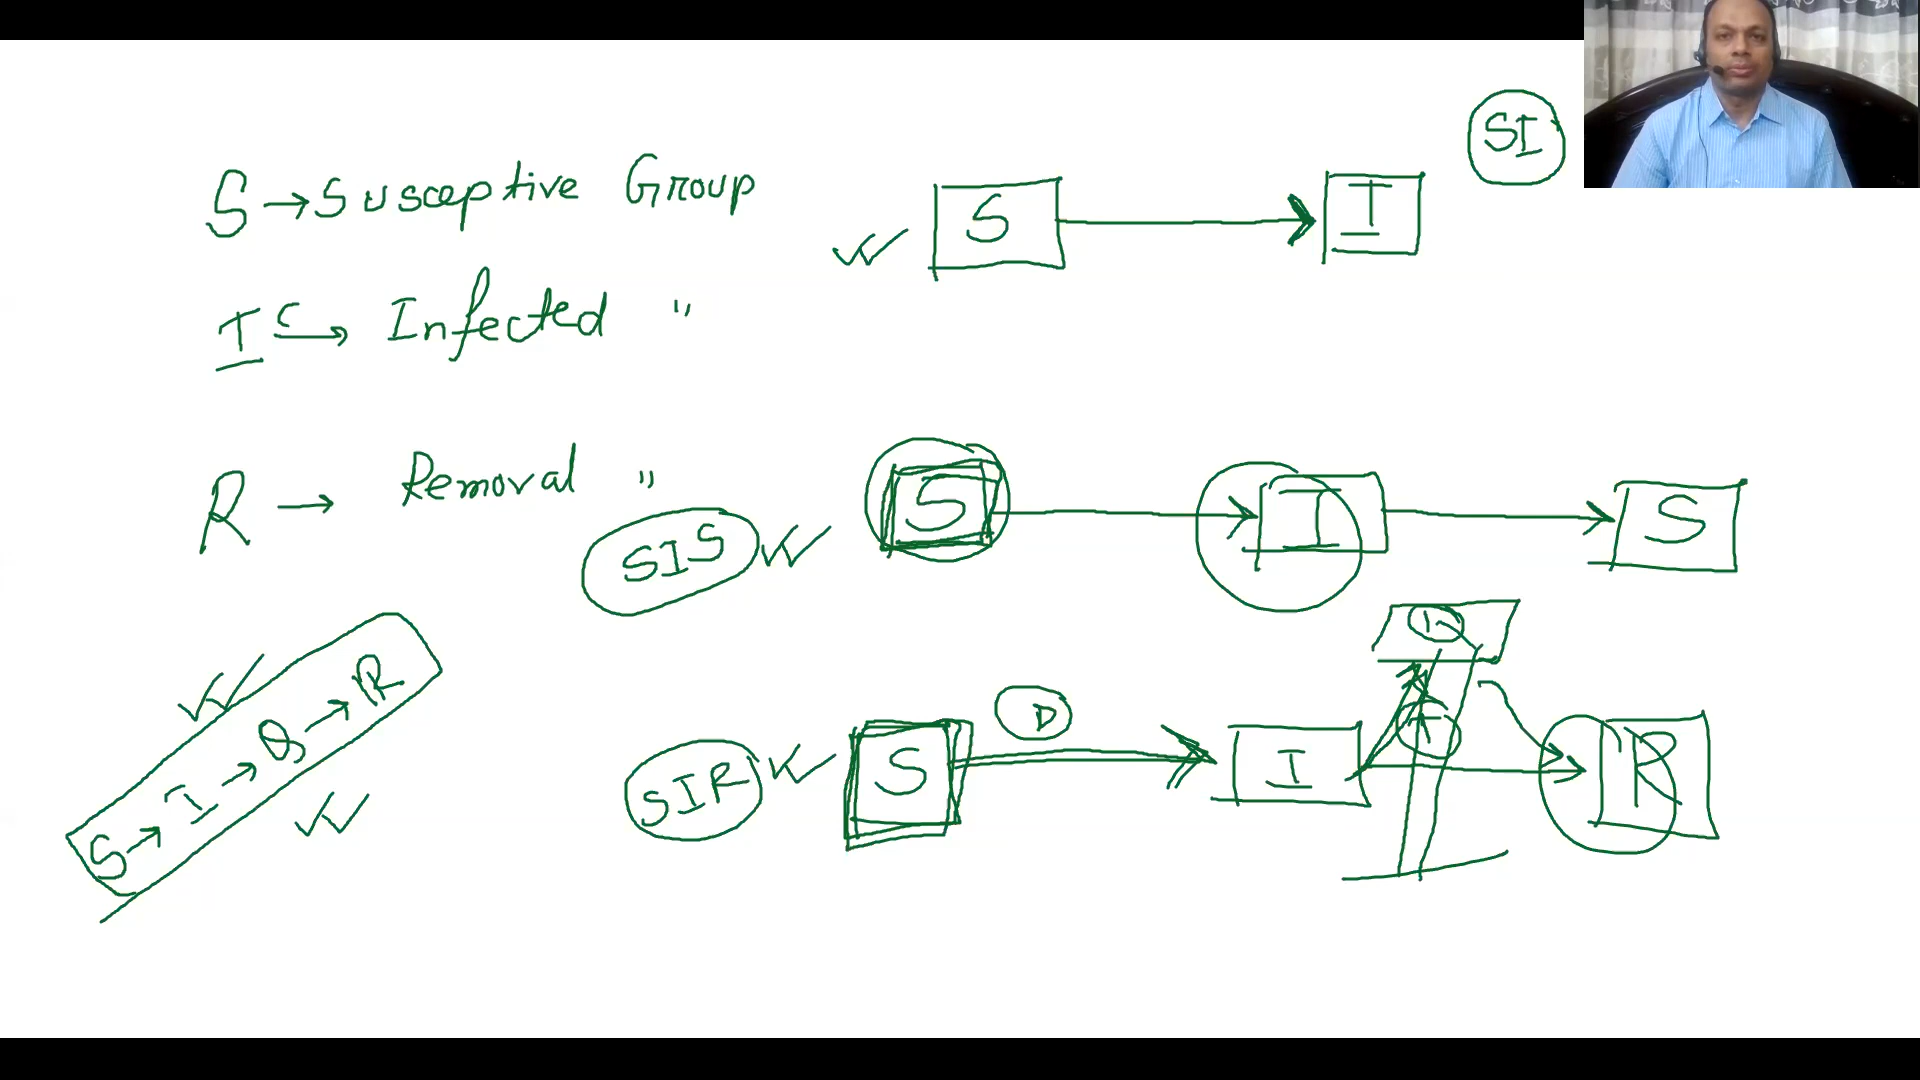 SI
S → Susceptive Group
S → I
I → Infected "
R → Removal "
SIS
S → I → S
D
SIR
S → I → R
S → I → Q → R